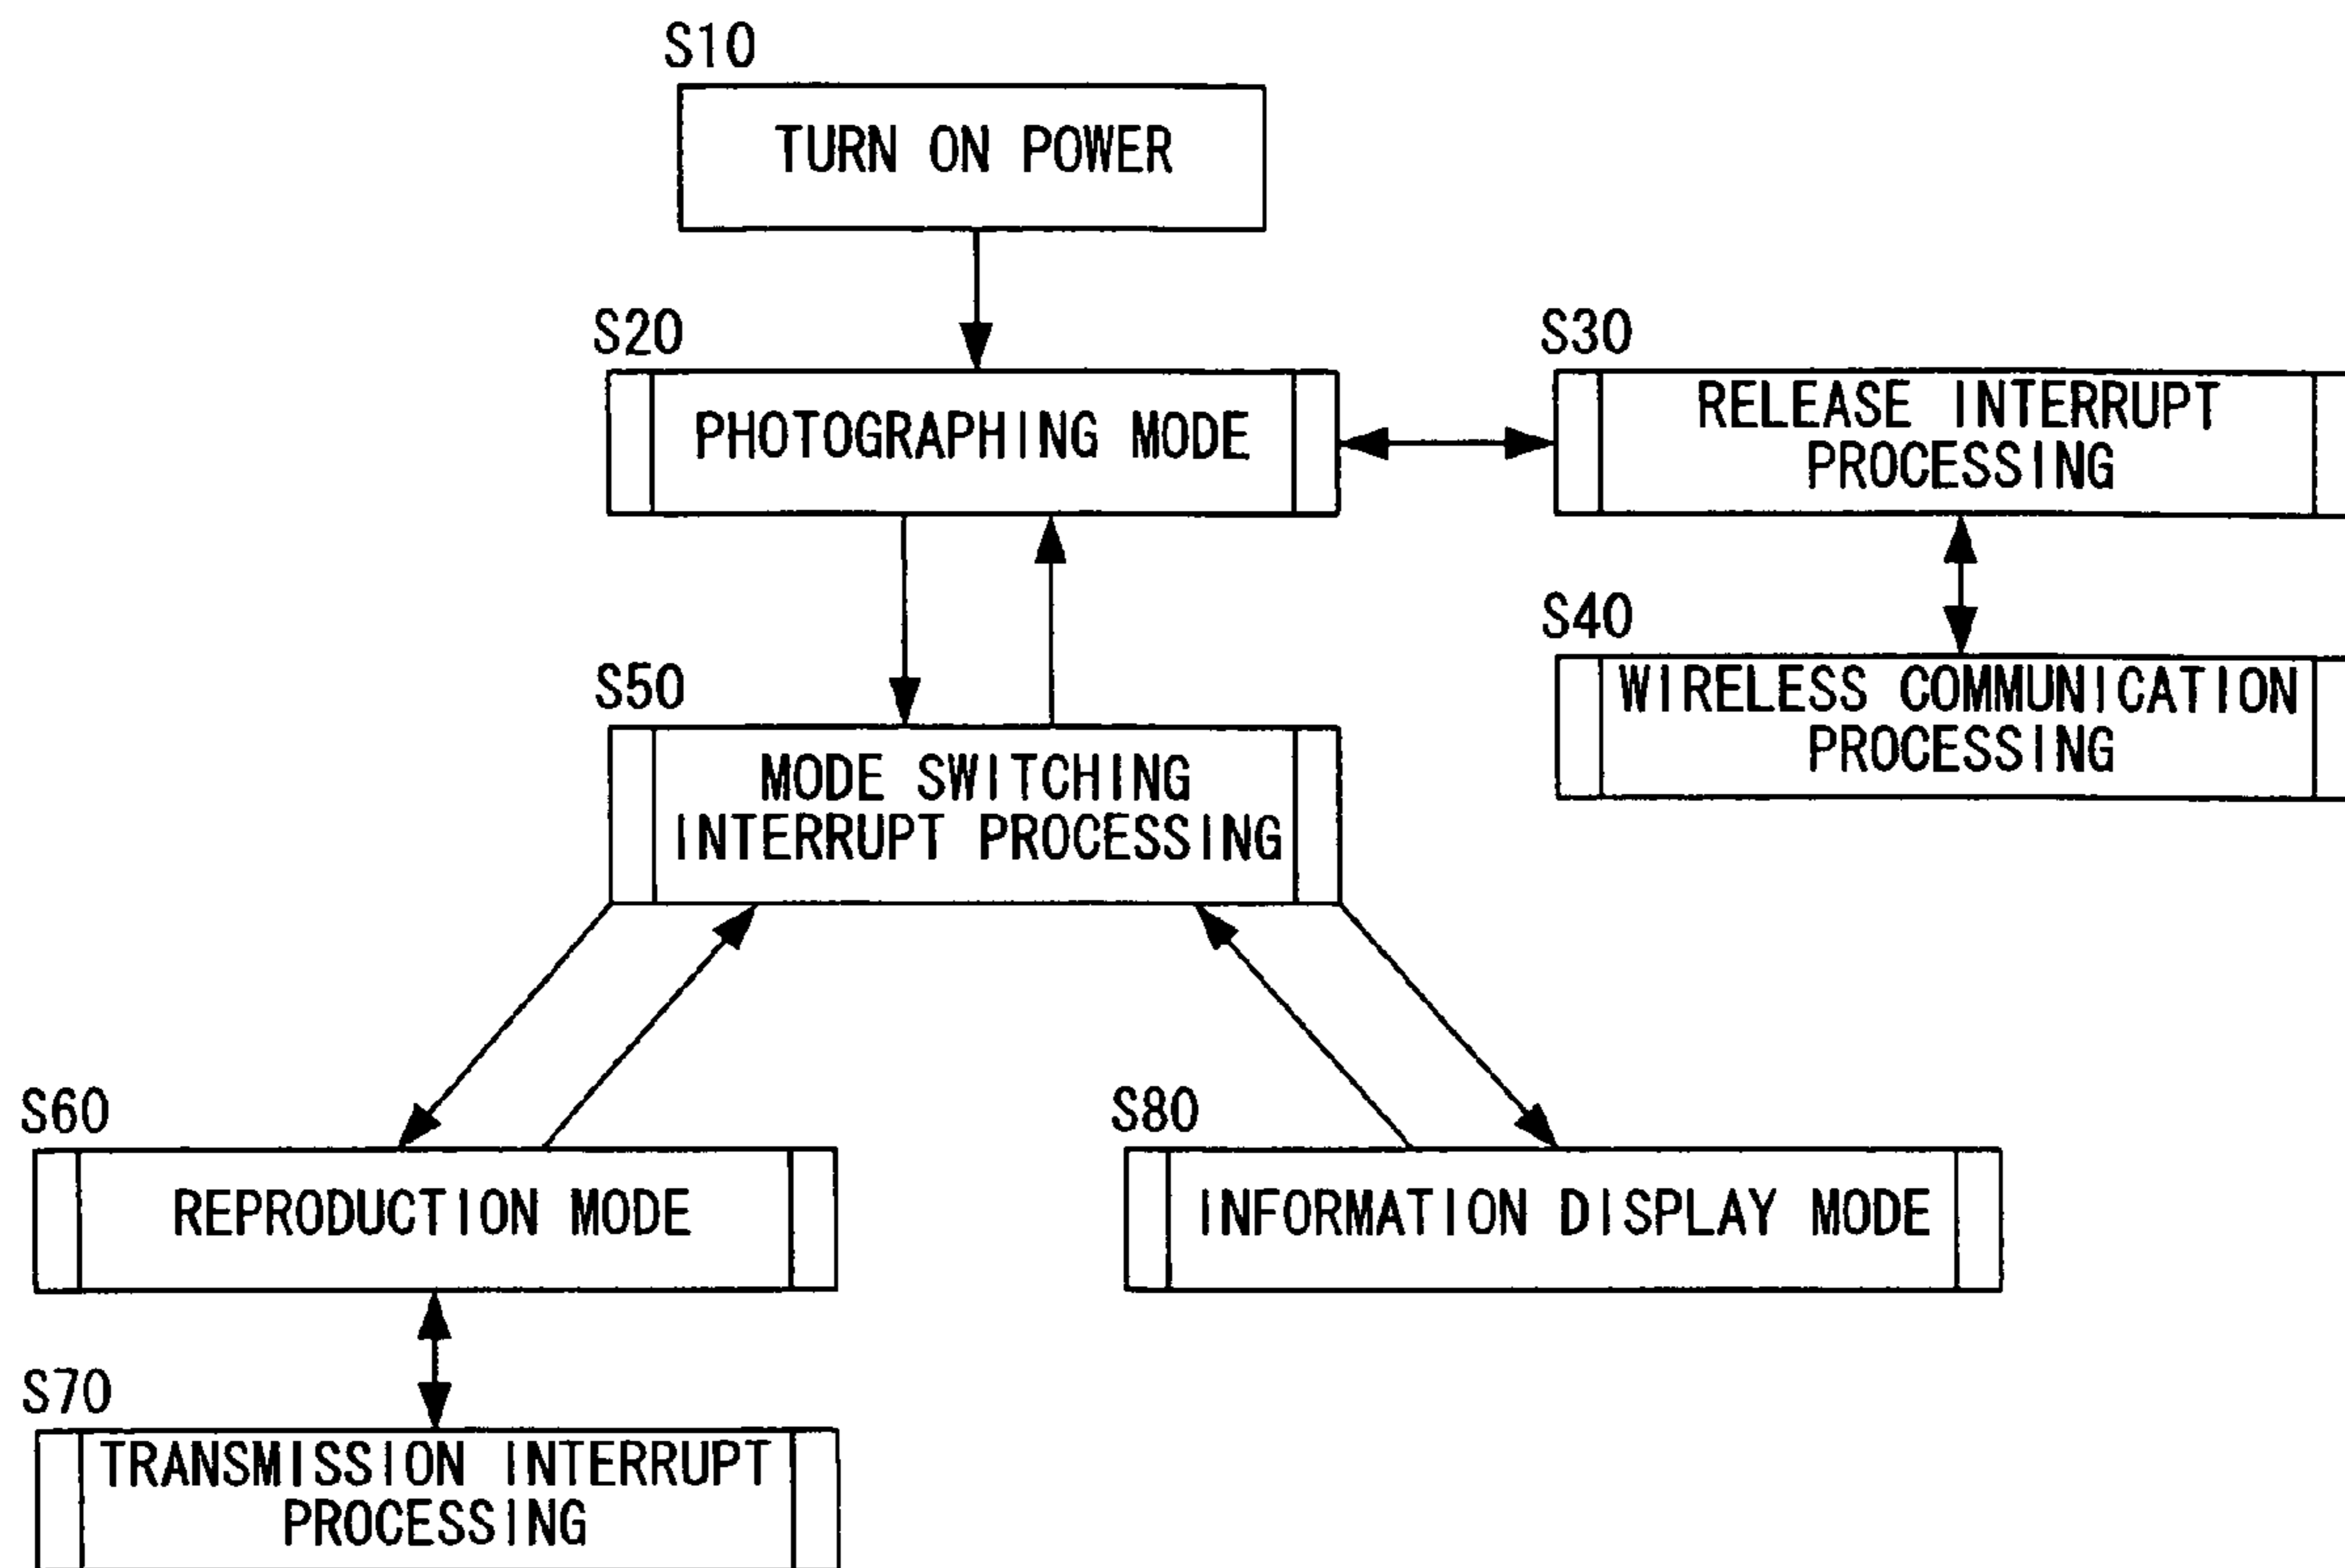 S10
TURN ON POWER
S20
PHOTOGRAPHING MODE
S30
RELEASE INTERRUPT
PROCESSING
S40
WIRELESS COMMUNICATION
PROCESSING
S50
MODE SWITCHING
INTERRUPT PROCESSING
S60
REPRODUCTION MODE
S80
INFORMATION DISPLAY MODE
S70
TRANSMISSION INTERRUPT
PROCESSING